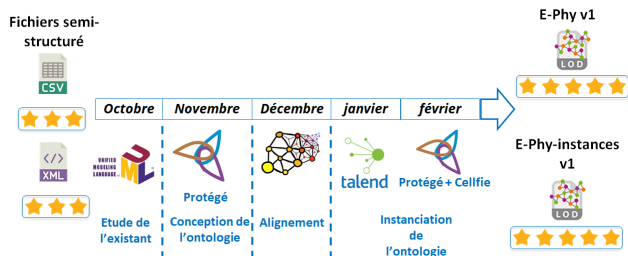 Fichiers semi-
structuré
CSV
XML
Octobre
Novembre
Décembre
janvier
février
UNIFIED
MODELING
LANGUAGE
UML
Protégé
talend
Protégé + Cellfie
Etude de
l'existant
Conception de
l'ontologie
Alignement
Instanciation
de
l'ontologie
E-Phy v1
LOD
E-Phy-instances
v1
LOD